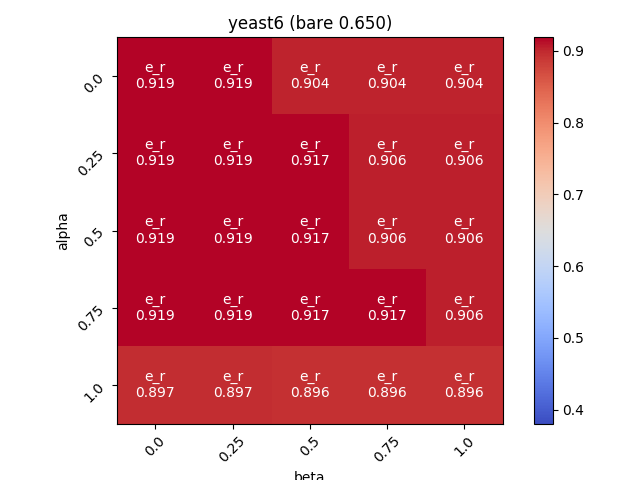 yeast6 (bare 0.650)
alpha
0.0
e_r e_r e_r e_r e_r
0.919 0.919 0.904 0.904 0.904
0.25
e_r e_r e_r e_r e_r
0.919 0.919 0.917 0.906 0.906
0.5
e_r e_r e_r e_r e_r
0.919 0.919 0.917 0.906 0.906
0.75
e_r e_r e_r e_r e_r
0.919 0.919 0.917 0.917 0.906
1.0
e_r e_r e_r e_r e_r
0.897 0.897 0.896 0.896 0.896
0.0 0.25 0.5 0.75 1.0
beta
0.9
0.8
0.7
0.6
0.5
0.4